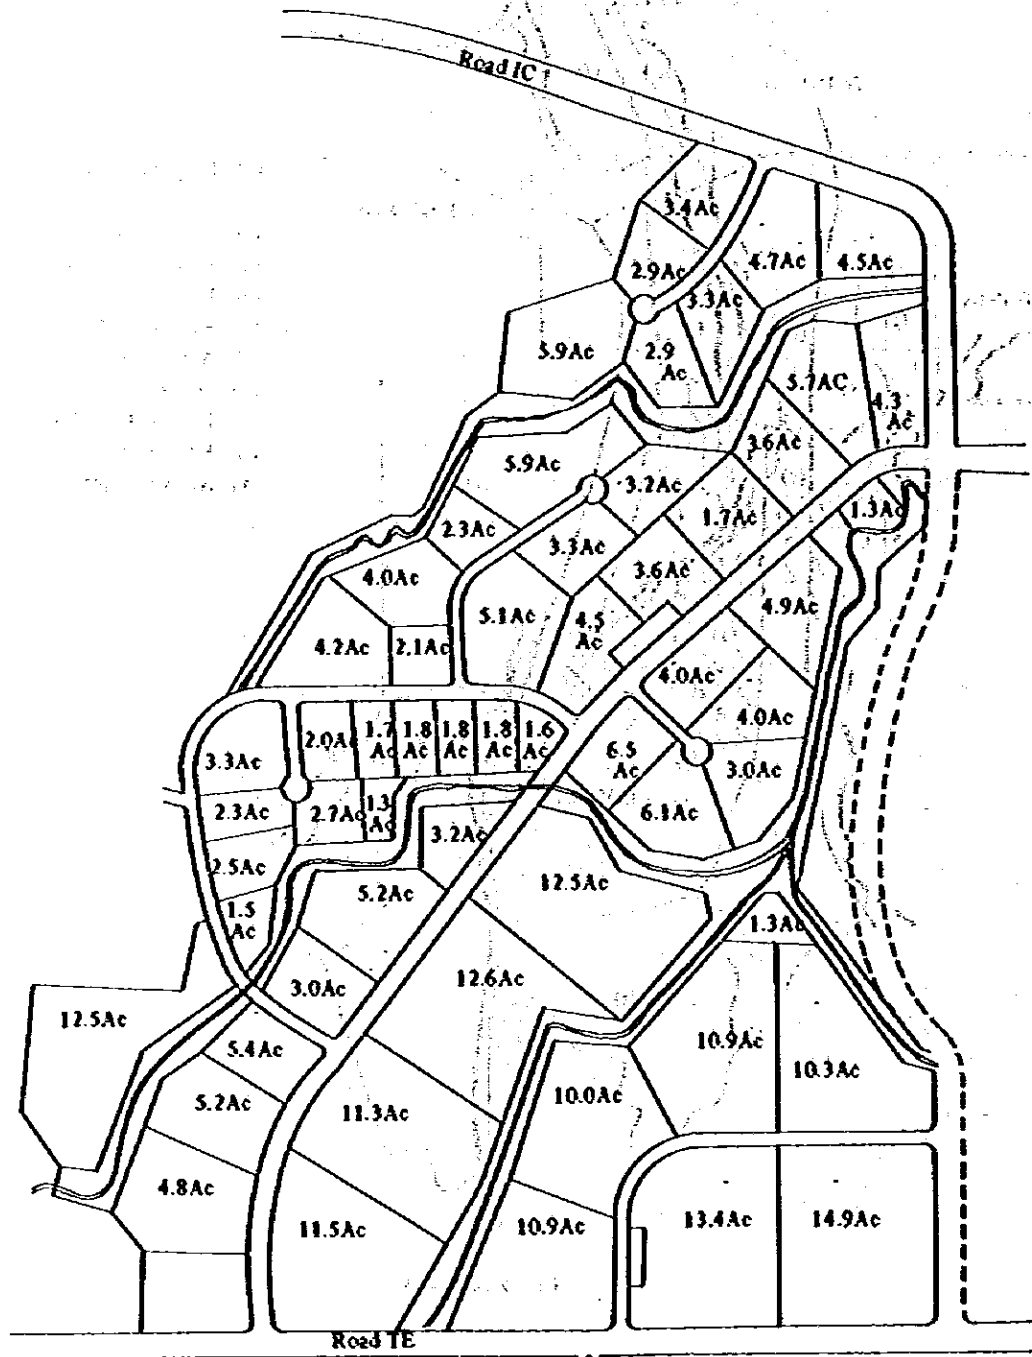 Road IC
3.4Ac
2.9Ac
4.7Ac
4.5Ac
3.3Ac
5.9Ac
2.9
Ac
5.7AC
4.3
Ac
3.6Ac
5.9Ac
3.2Ac
1.7Ac
1.3Ac
2.3Ac
3.3Ac
3.6Ac
4.0Ac
5.1Ac
4.5
Ac
4.9Ac
4.2Ac
2.1Ac
4.0Ac
4.0Ac
3.3Ac
2.0Ac
1.7
Ac
1.8
Ac
1.8
Ac
1.8
Ac
1.6
Ac
6.5
Ac
3.0Ac
2.3Ac
2.7Ac
1.3
Ac
3.2Ac
6.1Ac
2.5Ac
5.2Ac
12.5Ac
1.5
Ac
1.3Ac
3.0Ac
12.6Ac
12.5Ac
5.4Ac
10.9Ac
10.3Ac
5.2Ac
11.3Ac
10.0Ac
4.8Ac
11.5Ac
10.9Ac
13.4Ac
14.9Ac
Road TE